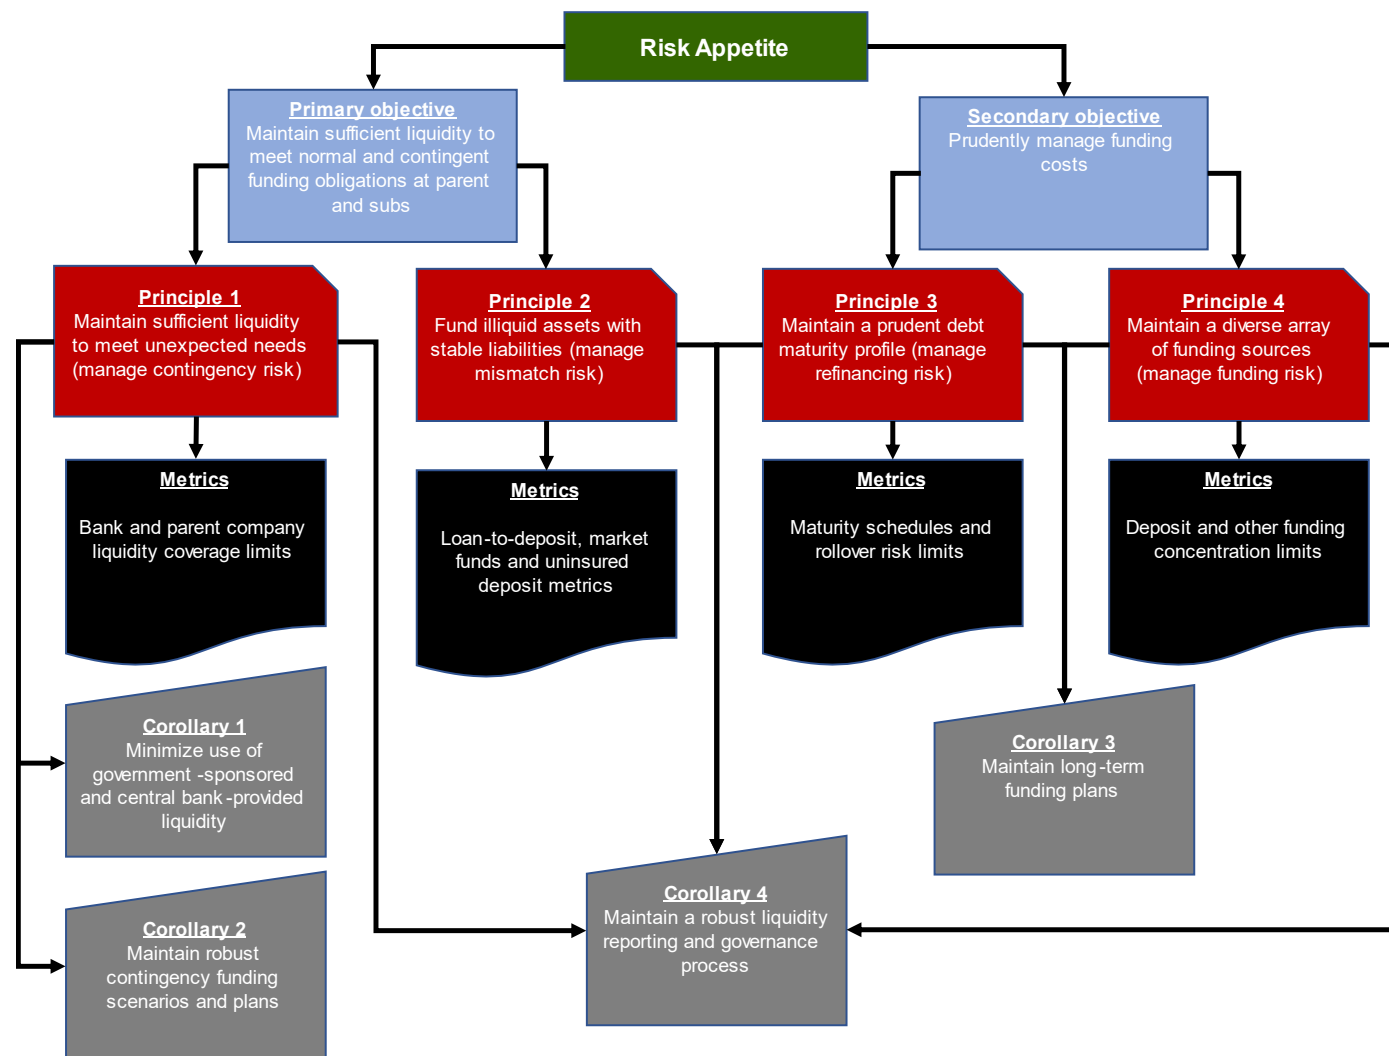 Risk Appetite
Primary objective
Maintain sufficient liquidity to
meet normal and contingent
funding obligations at parent
and subs
Secondary objective
Prudently manage funding
costs
Principle 1
Maintain sufficient liquidity
to meet unexpected needs
(manage contingency risk)
Principle 2
Fund illiquid assets with
stable liabilities (manage
mismatch risk)
Principle 3
Maintain a prudent debt
maturity profile (manage
refinancing risk)
Principle 4
Maintain a diverse array
of funding sources
(manage funding risk)
Metrics
Bank and parent company
liquidity coverage limits
Metrics
Loan-to-deposit, market
funds and uninsured
deposit metrics
Metrics
Maturity schedules and
rollover risk limits
Metrics
Deposit and other funding
concentration limits
Corollary 1
Minimize use of
government -sponsored
and central bank-provided
liquidity
Corollary 3
Maintain long-term
funding plans
Corollary 4
Maintain a robust liquidity
reporting and governance
process
Corollary 2
Maintain robust
contingency funding
scenarios and plans